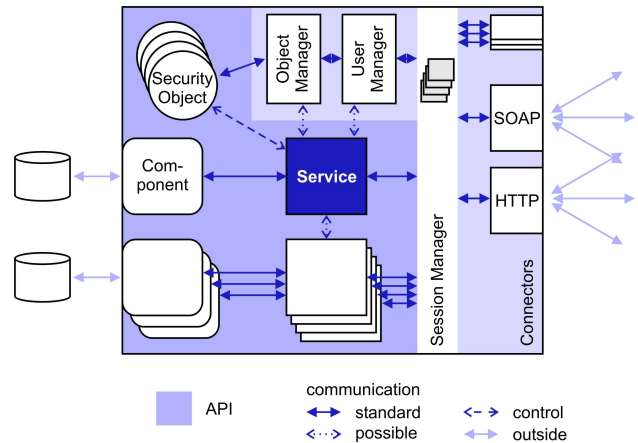 Security
Object
Object
Manager
User
Manager
SOAP
Com-
ponent
Service
HTTP
Session Manager
Connectors
communication
API
standard
control
possible
outside